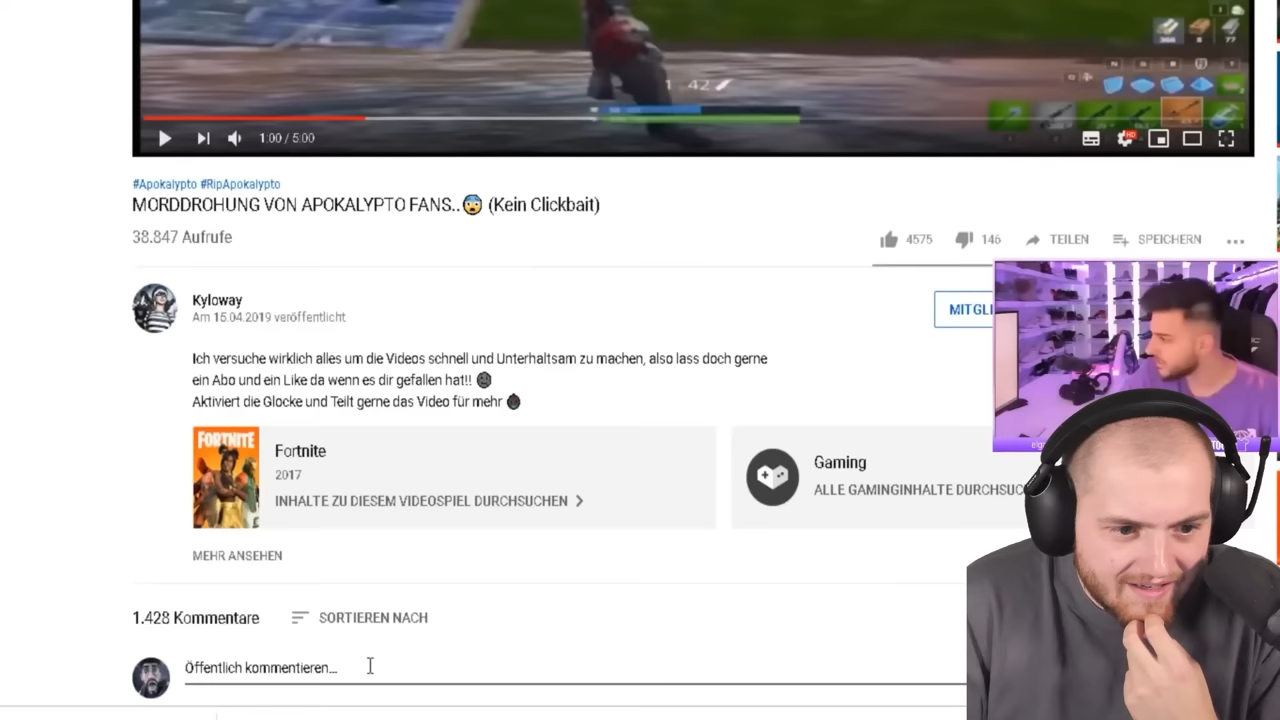 42
1:00 / 5:00
HD
#Apokalypto #RipApokalypto
MORDDROHUNG VON APOKALYPTO FANS..😨 (Kein Clickbait)
38.847 Aufrufe
4575
146
TEILEN
SPEICHERN
Kyloway
Am 15.04.2019 veröffentlicht
MITGLI
Ich versuche wirklich alles um die Videos schnell und Unterhaltsam zu machen, also lass doch gerne
ein Abo und ein Like da wenn es dir gefallen hat!!
Aktiviert die Glocke und Teilt gerne das Video für mehr
FORTNITE
Fortnite
2017
INHALTE ZU DIESEM VIDEOSPIEL DURCHSUCHEN
Gaming
ALLE GAMINGINHALTE DURCHSUC
MEHR ANSEHEN
1.428 Kommentare
SORTIEREN NACH
Öffentlich kommentieren...